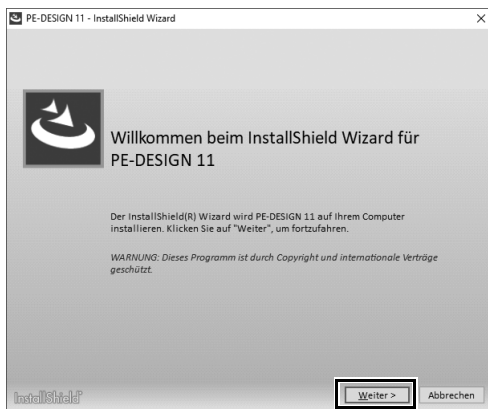 PE-DESIGN 11 - InstallShield Wizard
Willkommen beim InstallShield Wizard für
PE-DESIGN 11
Der InstallShield(R) Wizard wird PE-DESIGN 11 auf Ihrem Computer
installieren. Klicken Sie auf "Weiter", um fortzufahren.
WARNUNG: Dieses Programm ist durch Copyright und internationale Verträge
geschützt.
InstallShield
Weiter >
Abbrechen